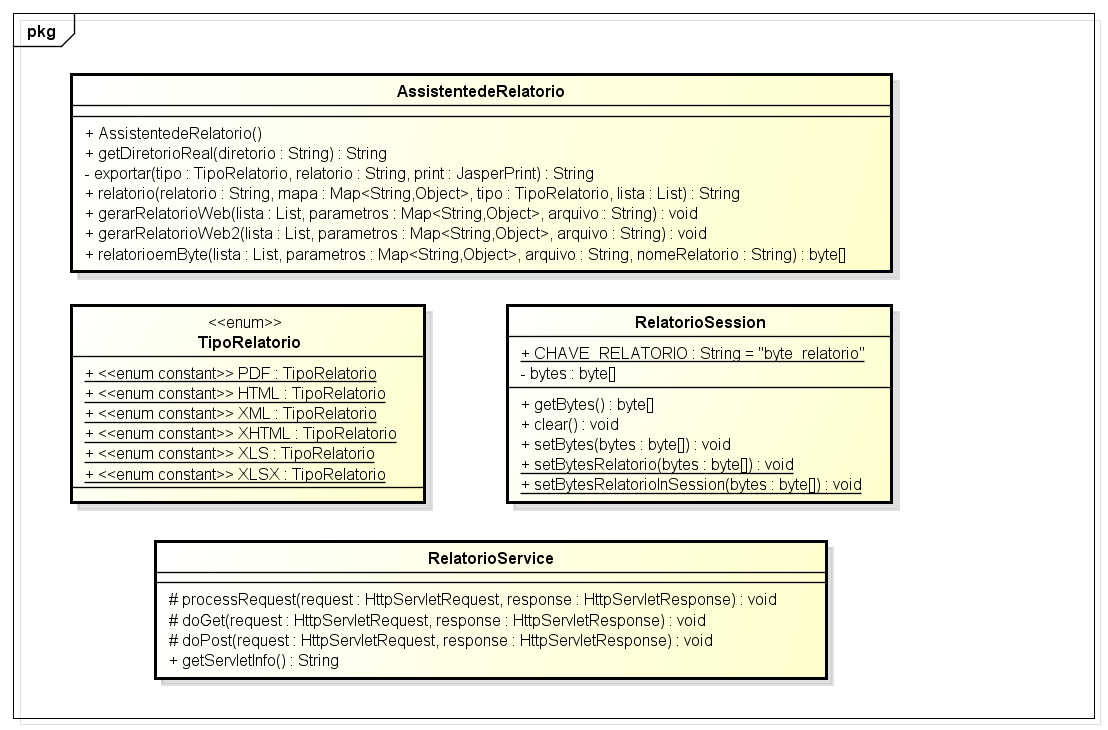 pkg
AssistentedeRelatorio
+ AssistentedeRelatorio()
+ getDiretorioReal(diretorio : String) : String
- exportar(tipo : TipoRelatorio, relatorio : String, print : JasperPrint) : String
+ relatorio(relatorio : String, mapa : Map<String,Object>, tipo : TipoRelatorio, lista : List) : String
+ gerarRelatorioWeb(lista : List, parametros : Map<String,Object>, arquivo : String) : void
+ gerarRelatorioWeb2(lista : List, parametros : Map<String,Object>, arquivo : String) : void
+ relatorioemByte(lista : List, parametros : Map<String,Object>, arquivo : String, nomeRelatorio : String) : byte[]
<<enum>>
TipoRelatorio
+ <<enum constant>> PDF : TipoRelatorio
+ <<enum constant>> HTML : TipoRelatorio
+ <<enum constant>> XML : TipoRelatorio
+ <<enum constant>> XHTML : TipoRelatorio
+ <<enum constant>> XLS : TipoRelatorio
+ <<enum constant>> XLSX : TipoRelatorio
RelatorioSession
+ CHAVE_RELATORIO : String = "byte_relatorio"
- bytes : byte[]
+ getBytes() : byte[]
+ clear() : void
+ setBytes(bytes : byte[]) : void
+ setBytesRelatorio(bytes : byte[]) : void
+ setBytesRelatorioInSession(bytes : byte[]) : void
RelatorioService
# processRequest(request : HttpServletRequest, response : HttpServletResponse) : void
# doGet(request : HttpServletRequest, response : HttpServletResponse) : void
# doPost(request : HttpServletRequest, response : HttpServletResponse) : void
+ getServletInfo() : String